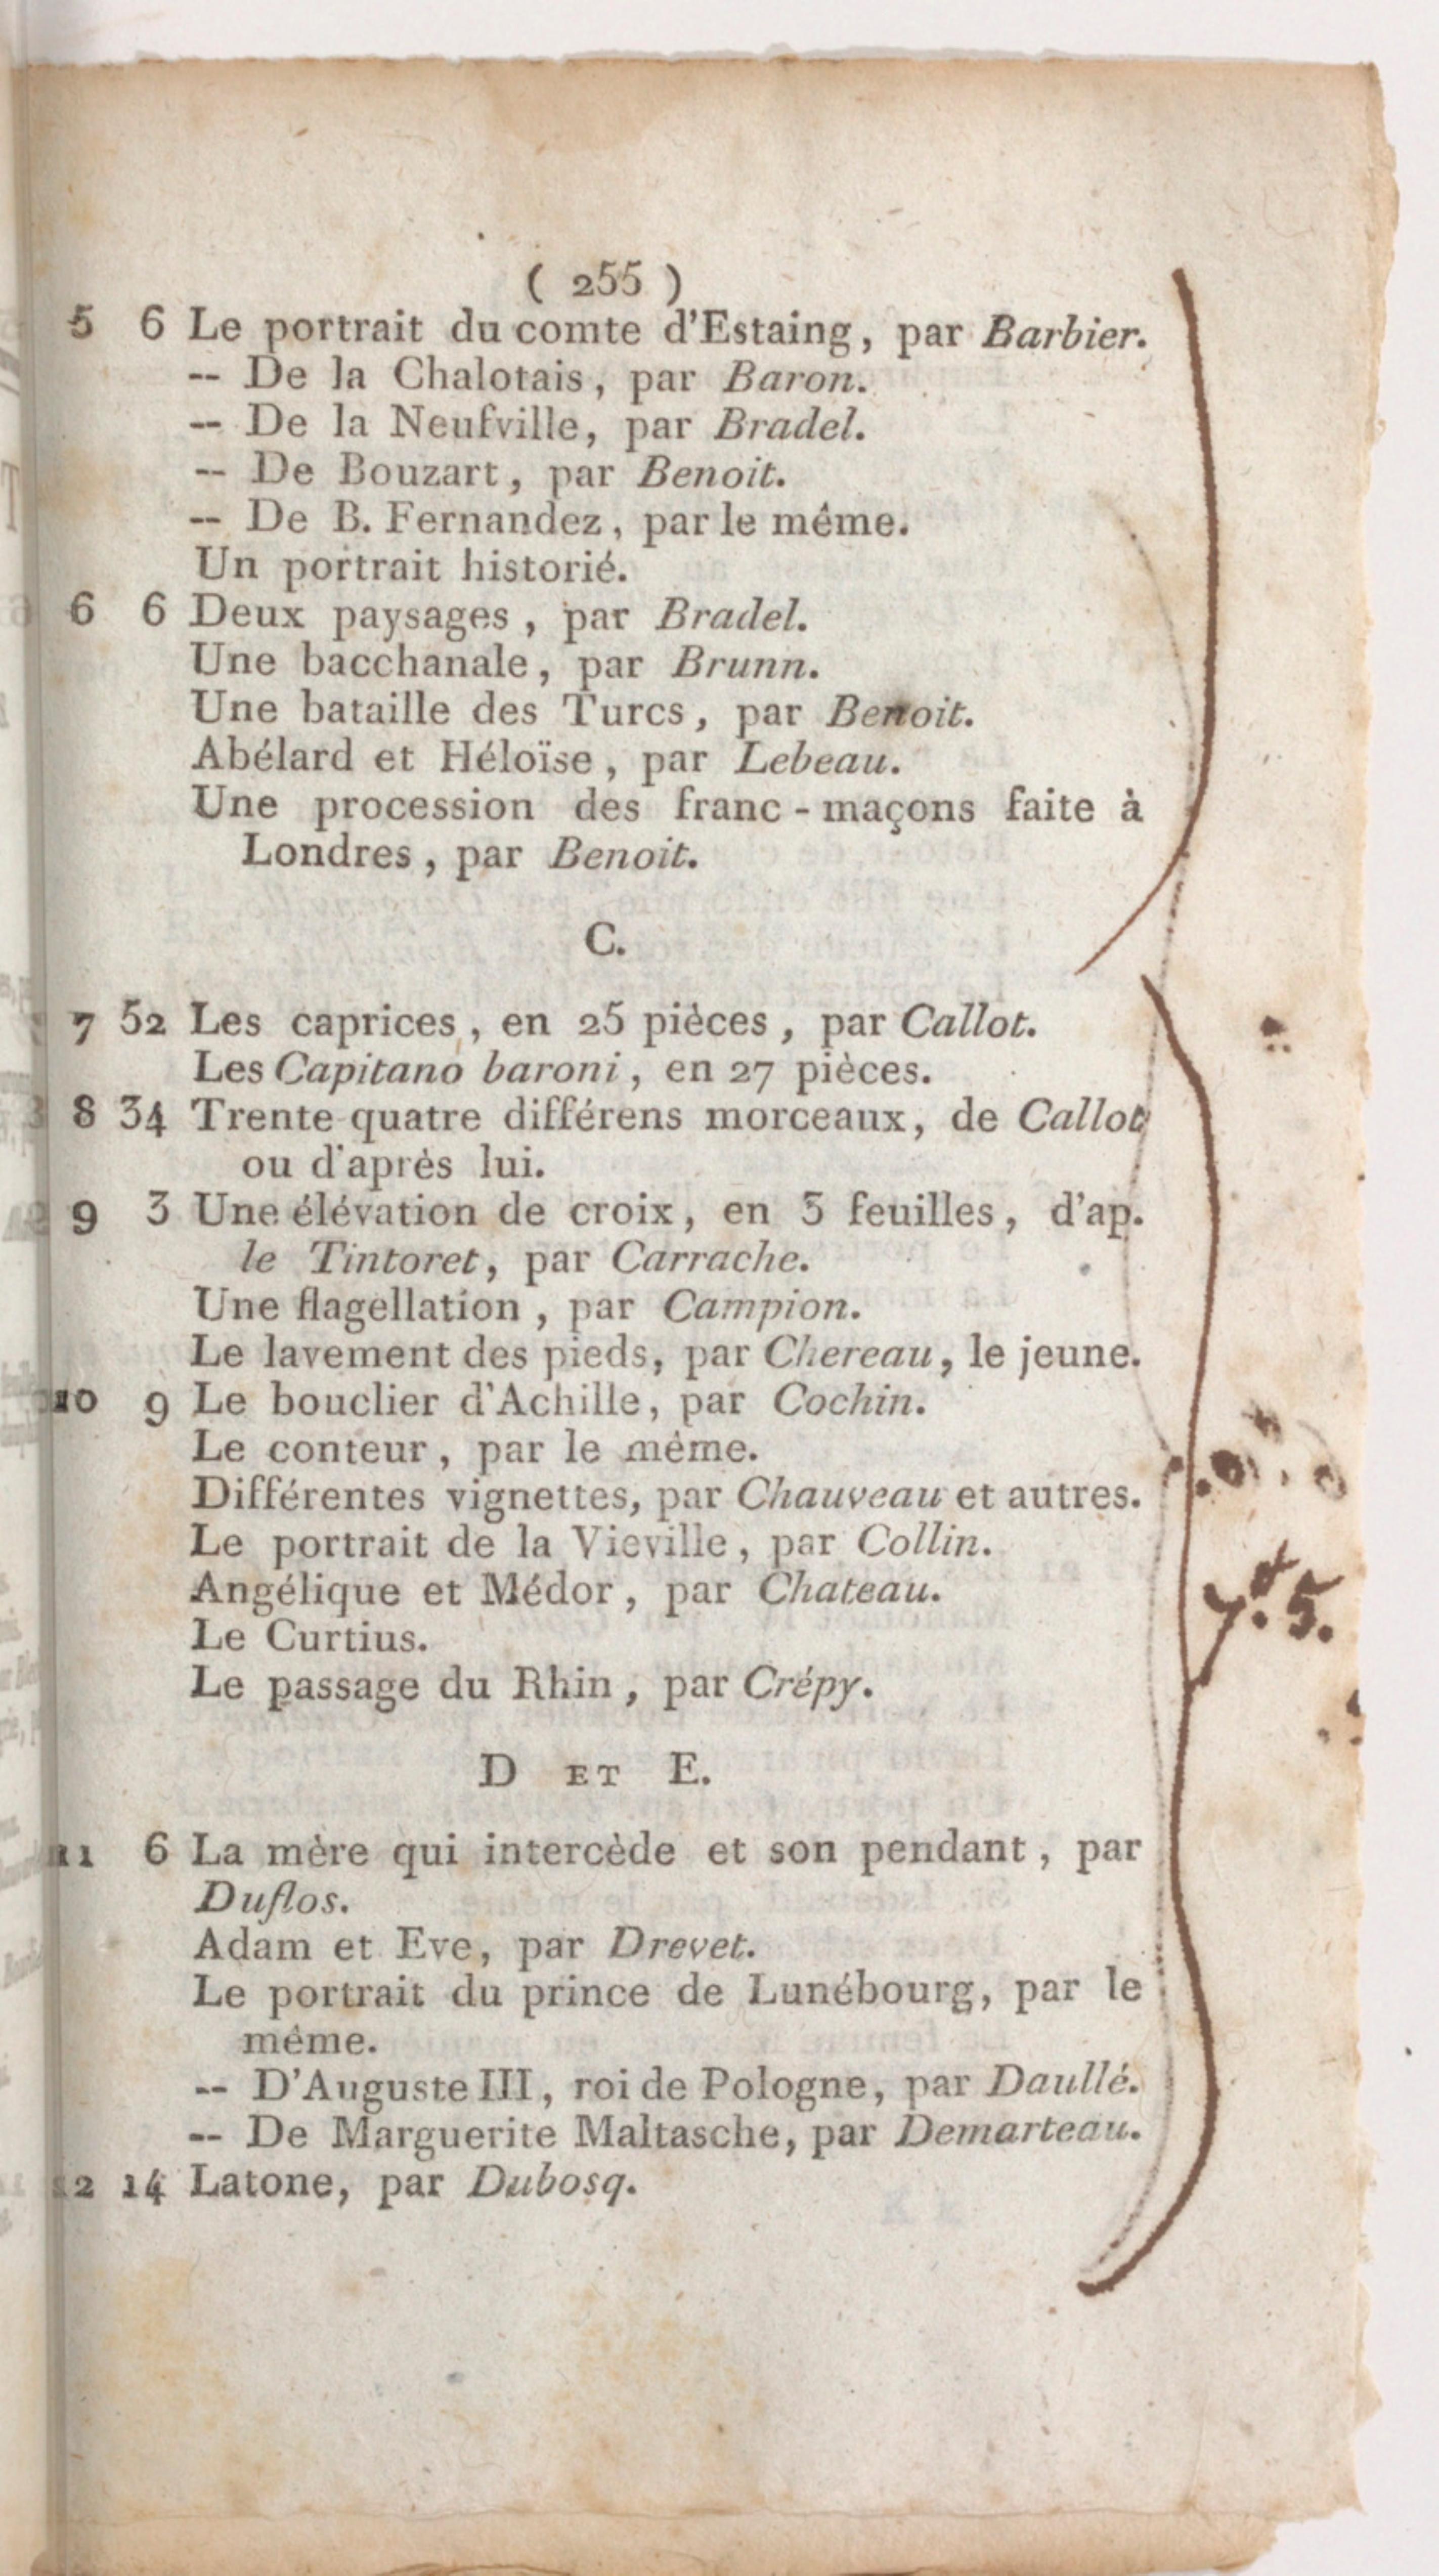 ( 255 )
5 6 Le portrait du comte d'Estaing, par Barbier.
-- De la Chalotais, par Baron.
-- De la Neufville, par Bradel.
-- De Bouzart, par Benoit.
-- De B. Fernandez, par le même.
Un portrait historié.
6 6 Deux paysages, par Bradel.
Une bacchanale, par Brunn.
Une bataille des Turcs, par Benoit.
Abélard et Héloïse, par Lebeau.
Une procession des franc-maçons faite à
Londres, par Benoit.
C.
7 52 Les caprices, en 25 pièces, par Callot.
Les Capitano baroni, en 27 pièces.
8 34 Trente quatre différens morceaux, de Callot
ou d'après lui.
9 3 Une élévation de croix, en 3 feuilles, d'ap.
le Tintoret, par Carrache.
Une flagellation, par Campion.
Le lavement des pieds, par Chereau, le jeune.
10 9 Le bouclier d'Achille, par Cochin.
Le conteur, par le même.
Différentes vignettes, par Chauveau et autres.
Le portrait de la Vieville, par Collin.
Angélique et Médor, par Chateau.
Le Curtius.
Le passage du Rhin, par Crépy.
D ET E.
11 6 La mère qui intercède et son pendant, par
Duflos.
Adam et Eve, par Drevet.
Le portrait du prince de Lunébourg, par le
même.
-- D'Auguste III, roi de Pologne, par Daullé.
-- De Marguerite Maltasche, par Demarteau.
12 14 Latone, par Dubosq.